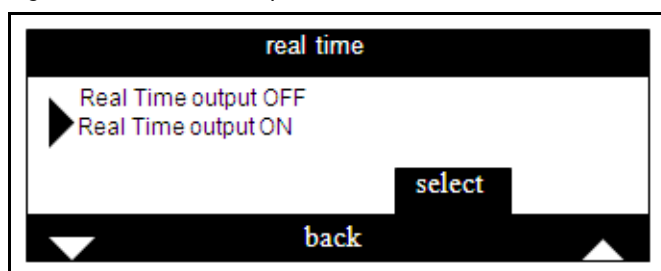 real time
Real Time output OFF
Real Time output ON
select
back